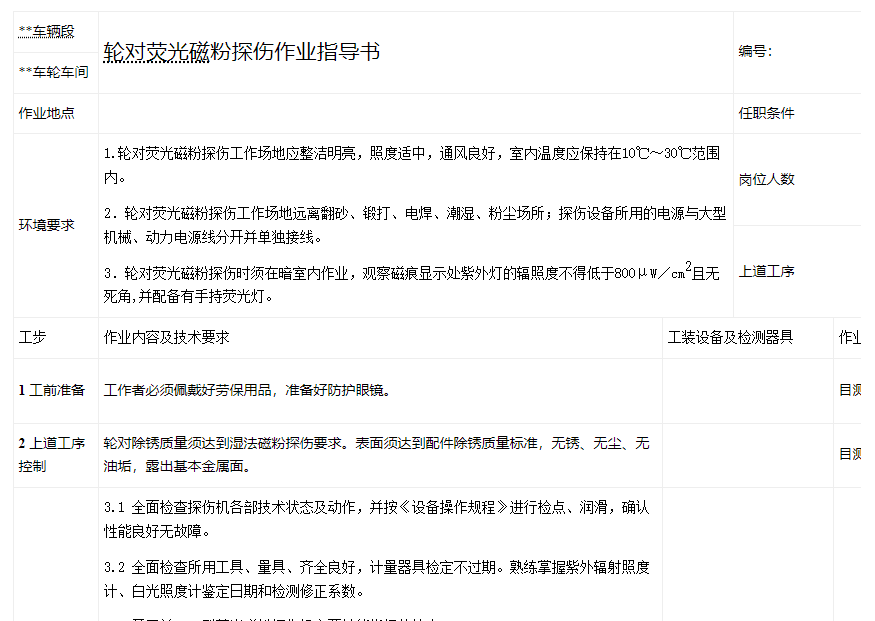 **车辆段
轮对荧光磁粉探伤作业指导书
编号:
**车轮车间
作业地点
任职条件
环境要求
1.轮对荧光磁粉探伤工作场地应整洁明亮，照度适中，通风良好，室内温度应保持在10℃～30℃范围
内。
2．轮对荧光磁粉探伤工作场地远离翻砂、锻打、电焊、潮湿、粉尘场所；探伤设备所用的电源与大型
机械、动力电源线分开并单独接线。
3．轮对荧光磁粉探伤时须在暗室内作业，观察磁痕显示处紫外灯的辐照度不得低于800μW／cm²且无
死角,并配备有手持荧光灯。
岗位人数
上道工序
工步
作业内容及技术要求
工装设备及检测器具
作业
1 工前准备
工作者必须佩戴好劳保用品，准备好防护眼镜。
目测
2 上道工序
控制
轮对除锈质量须达到湿法磁粉探伤要求。表面须达到配件除锈质量标准，无锈、无尘、无
油垢，露出基本金属面。
目测
3.1 全面检查探伤机各部技术状态及动作，并按《设备操作规程》进行检点、润滑，确认
性能良好无故障。
3.2 全面检查所用工具、量具、齐全良好，计量器具检定不过期。熟练掌握紫外辐射照度
计、白光照度计鉴定日期和检测修正系数。